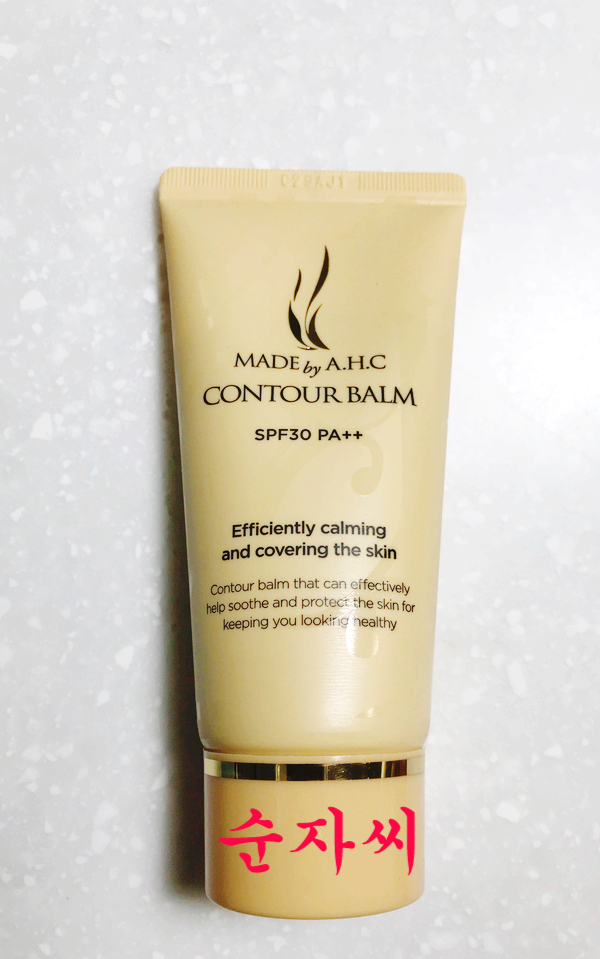 MADE by A.H.C
CONTOUR BALM
SPF30 PA++
Efficiently calming
and covering the skin
Contour balm that can effectively
help soothe and protect the skin for
keeping you looking healthy
순자씨